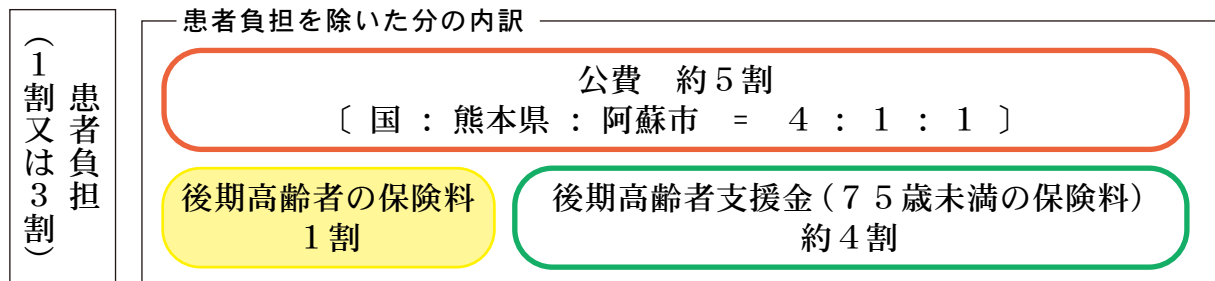 患者負担
（１割又は３割）
患者負担を除いた分の内訳
公費　約５割
〔 国 ： 熊本県 ： 阿蘇市 ＝ ４ ： １ ： １ 〕
後期高齢者の保険料
１割
後期高齢者支援金（７５歳未満の保険料）
約４割